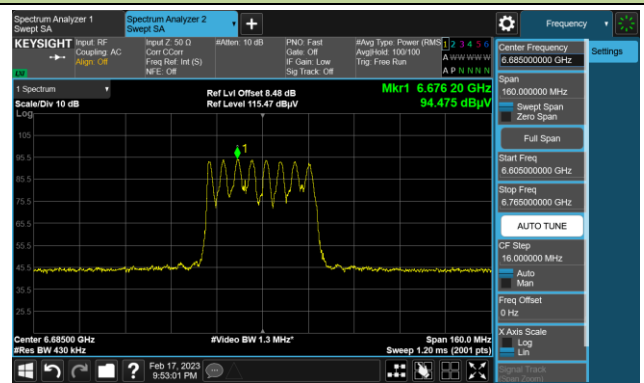 Spectrum Analyzer 1
Swept SA
Spectrum Analyzer 2
Swept SA
Frequency
KEYSIGHT
Input: RF
Coupling: AC
Align: Off
Input Z: 50 Ω
Corr CCorr
Freq Ref: Int (S)
NFE: Off
#Atten: 10 dB
PNO: Fast
Gate: Off
IF Gain: Low
Sig Track: Off
#Avg Type: Power (RMS)
Avg|Hold: 100/100
Trig: Free Run
1 2 3 4 5 6
A W W W W W
A P N N N N
LW
1 Spectrum
Scale/Div 10 dB
Log
Ref Lvl Offset 8.48 dB
Ref Level 115.47 dBµV
Mkr1 6.676 20 GHz
94.475 dBµV
105
95.5
85.5
75.5
65.5
55.5
45.5
35.5
25.5
1
Center 6.68500 GHz
#Res BW 430 kHz
#Video BW 1.3 MHz*
Span 160.0 MHz
Sweep 1.20 ms (2001 pts)
Center Frequency
6.685000000 GHz
Settings
Span
160.000000 MHz
Swept Span
Zero Span
Full Span
Start Freq
6.605000000 GHz
Stop Freq
6.765000000 GHz
AUTO TUNE
CF Step
16.000000 MHz
Auto
Man
Freq Offset
0 Hz
X Axis Scale
Log
Lin
Signal Track
(Span Zoom)
?
Feb 17, 2023
9:53:01 PM